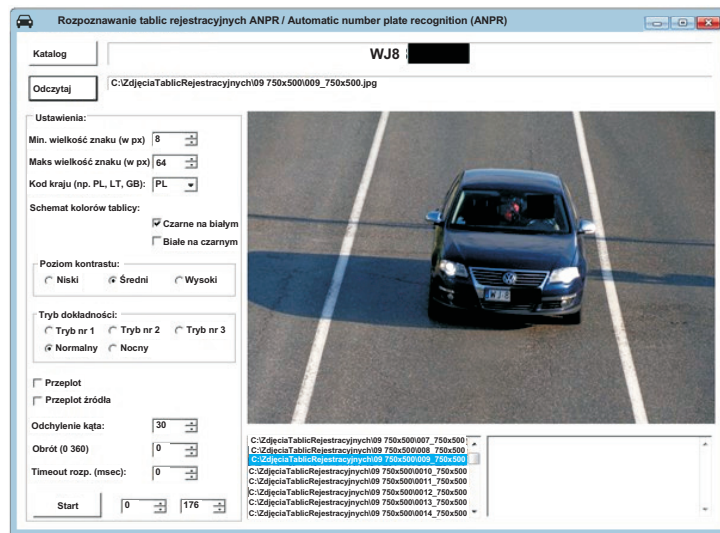 Rozpoznawanie tablic rejestracyjnych ANPR / Automatic number plate recognition (ANPR)
Katalog
WJ8
Odczytaj
C:\ZdjęciaTablicRejestracyjnych\09 750x500\009_750x500.jpg
Ustawienia:
Min. wielkość znaku (w px) 8
Maks wielkość znaku (w px) 64
Kod kraju (np. PL, LT, GB): PL
Schemat kolorów tablicy:
Czarne na białym
Białe na czarnym
Poziom kontrastu:
Niski Średni Wysoki
Tryb dokładności:
Tryb nr 1 Tryb nr 2 Tryb nr 3
Normalny Nocny
Przeplot
Przeplot źródła
Odchylenie kąta: 30
Obrót (0 360) 0
Timeout rozp. (msec): 0
Start 0 176
WJ8
C:\ZdjęciaTablicRejestracyjnych\09 750x500\007_750x500
C:\ZdjęciaTablicRejestracyjnych\09 750x500\008_750x500
C:\ZdjęciaTablicRejestracyjnych\09 750x500\009_750x500
C:\ZdjęciaTablicRejestracyjnych\09 750x500\0010_750x500
C:\ZdjęciaTablicRejestracyjnych\09 750x500\0011_750x500
C:\ZdjęciaTablicRejestracyjnych\09 750x500\0012_750x500
C:\ZdjęciaTablicRejestracyjnych\09 750x500\0013_750x500
C:\ZdjęciaTablicRejestracyjnych\09 750x500\0014_750x500